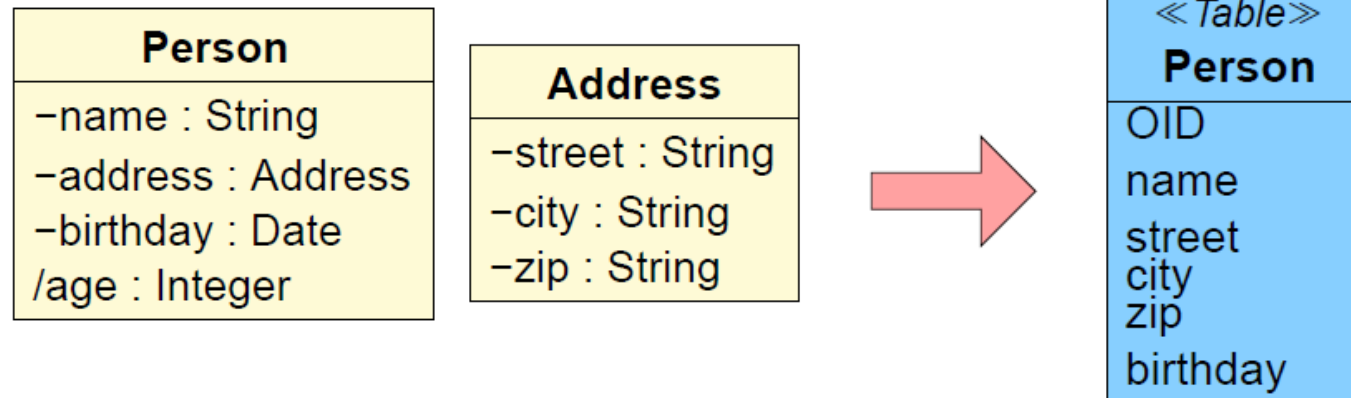 Person
−name : String
−address : Address
−birthday : Date
/age : Integer
Address
−street : String
−city : String
−zip : String
≪Table≫
Person
OID
name
street
city
zip
birthday